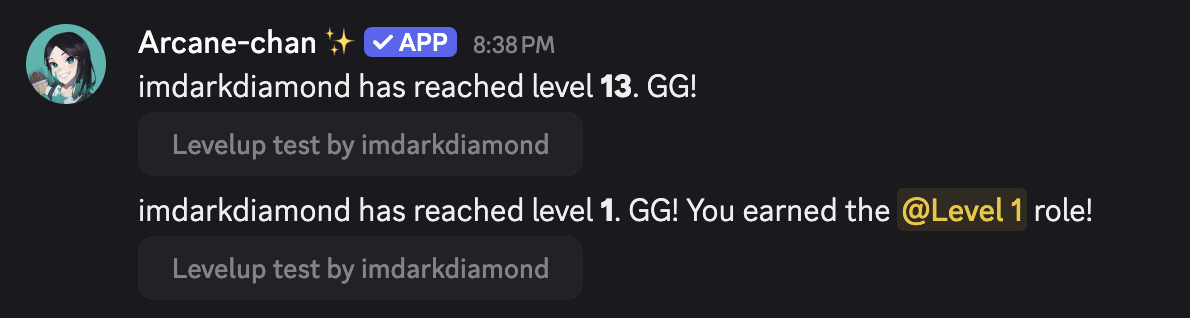 Arcane-chan ✨ ✓ APP 8:38 PM
imdarkdiamond has reached level 13. GG!
Levelup test by imdarkdiamond
imdarkdiamond has reached level 1. GG! You earned the @Level 1 role!
Levelup test by imdarkdiamond